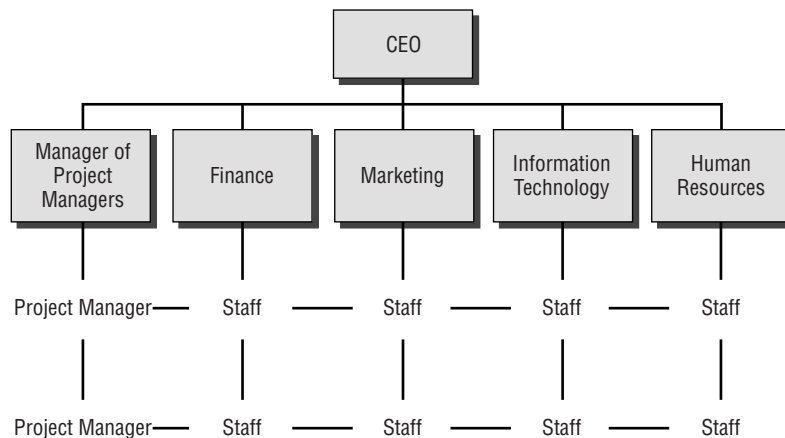 CEO
Manager of
Project
Managers
Finance
Marketing
Information
Technology
Human
Resources
Project Manager Staff Staff Staff Staff
Project Manager Staff Staff Staff Staff